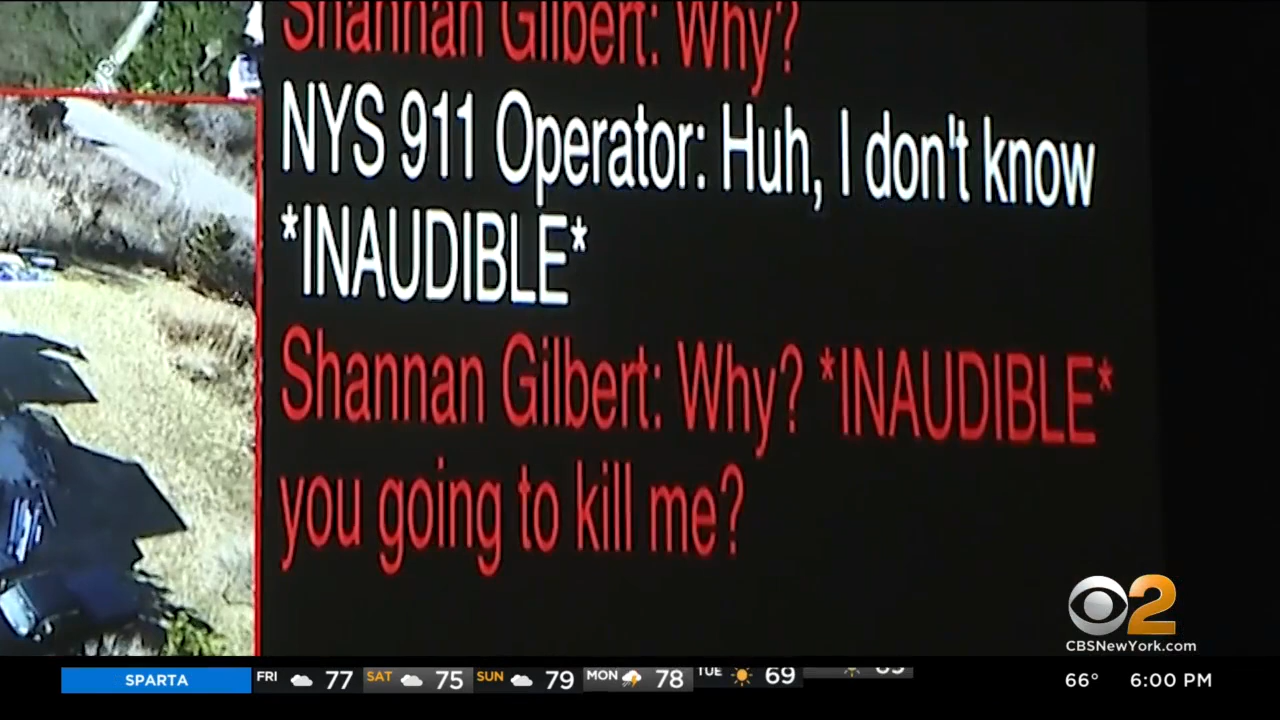 Shannan Gilbert: Why?
NYS 911 Operator: Huh, I don't know
*INAUDIBLE*
Shannan Gilbert: Why? *INAUDIBLE*
you going to kill me?
2
CBSNewYork.com
SPARTA FRI 77 SAT 75 SUN 79 MON 78 TUE 69 66° 6:00 PM